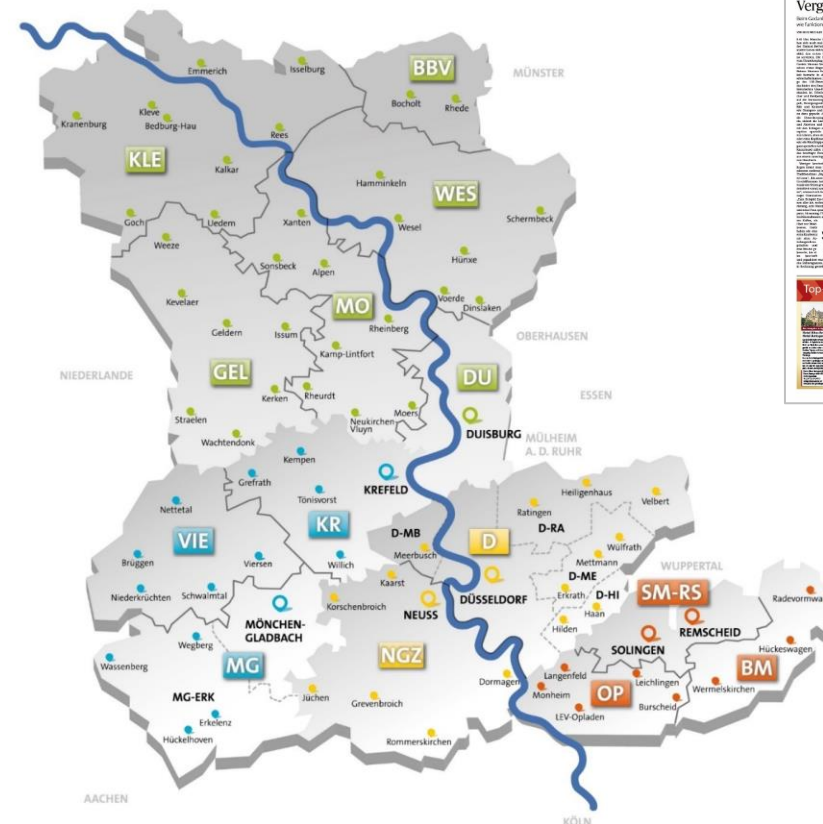 Emmerich
Isselburg
BBV
MÜNSTER
Bocholt
Rhede
Kranenburg
Kleve
Bedburg-Hau
Rees
KLE
Kalkar
Hamminkeln
WES
Goch
Uedem
Xanten
Wesel
Schermbeck
Weeze
Sonsbeck
Alpen
Hünxe
Kevelaer
MO
Voerde
Dinslaken
Geldern
Issum
Rheinberg
OBERHAUSEN
Kamp-Lintfort
NIEDERLANDE
GEL
DU
Kerken
Rheurdt
ESSEN
Straelen
Neukirchen-
Vluyn
Moers
DUISBURG
Wachtendonk
MÜLHEIM
A. D. RUHR
Kempen
Grefrath
KREFELD
Nettetal
Tönisvorst
Heiligenhaus
Velbert
Ratingen
D-RA
VIE
KR
D-MB
D
Meerbusch
Wülfrath
Mettmann
Brüggen
Viersen
Willich
WUPPERTAL
D-ME
Niederkrüchten
Schwalmtal
Kaarst
DÜSSELDORF
Erkrath
D-HI
SM-RS
Korschenbroich
NEUSS
Haan
REMSCHEID
MÖNCHEN-
GLADBACH
Hilden
SOLINGEN
Wegberg
MG
NGZ
Hückeswagen
Wassenberg
Dormagen
Langenfeld
Leichlingen
BM
MG-ERK
Jüchen
Monheim
OP
Wermelskirchen
Grevenbroich
LEV-Opladen
Burscheid
Erkelenz
Hückelhoven
Rommerskirchen
AACHEN
KÖLN
Top